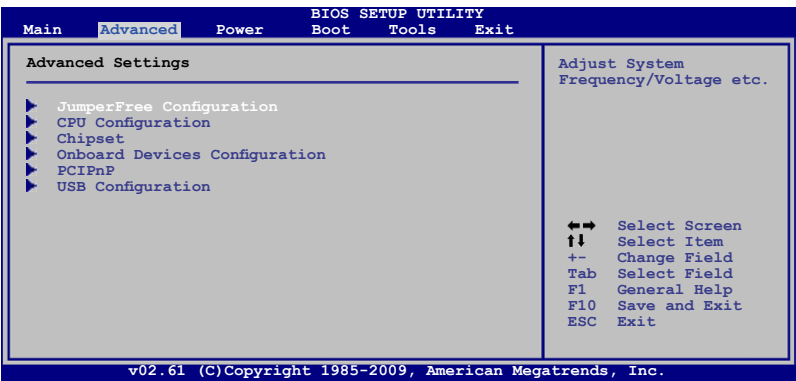 BIOS SETUP UTILITY
Main Advanced Power Boot Tools Exit
Advanced Settings
JumperFree Configuration
CPU Configuration
Chipset
Onboard Devices Configuration
PCIPnP
USB Configuration
Adjust System
Frequency/Voltage etc.
←→ Select Screen
↑↓ Select Item
+- Change Field
Tab Select Field
F1 General Help
F10 Save and Exit
ESC Exit
v02.61 (C)Copyright 1985-2009, American Megatrends, Inc.